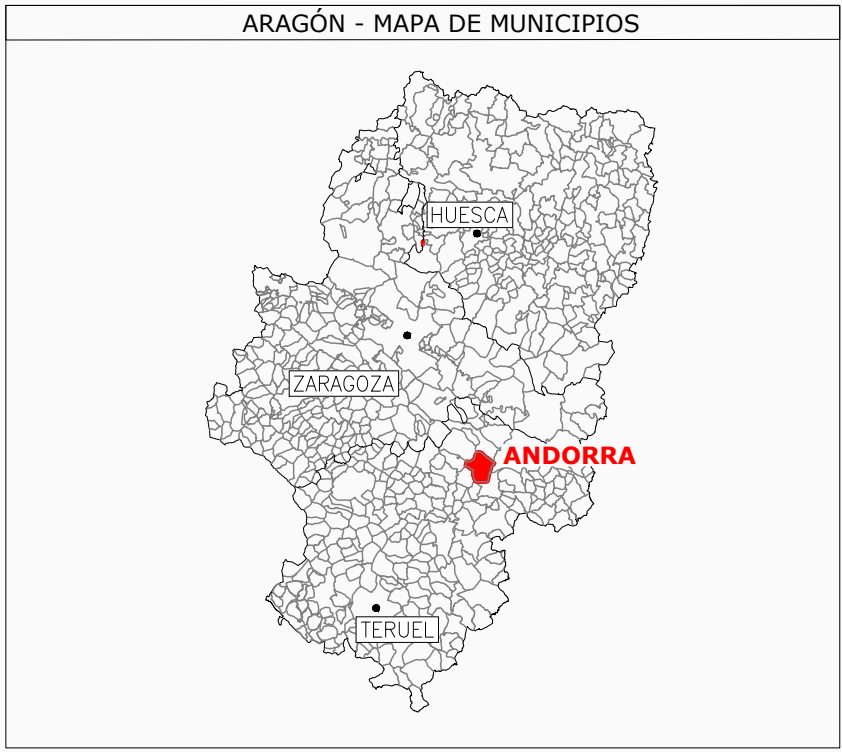 ARAGÓN - MAPA DE MUNICIPIOS
HUESCA
ZARAGOZA
ANDORRA
TERUEL